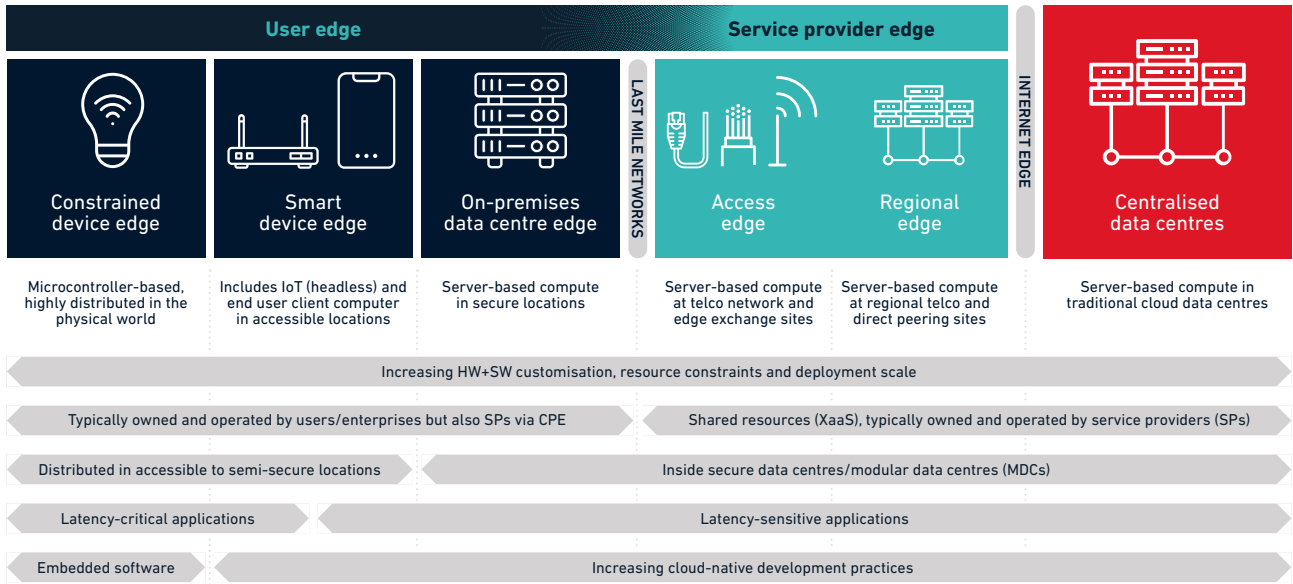 User edge
Service provider edge
Constrained
device edge
Smart
device edge
On-premises
data centre edge
LAST MILE NETWORKS
Access
edge
Regional
edge
INTERNET EDGE
Centralised
data centres
Microcontroller-based,
highly distributed in the
physical world
Includes IoT (headless) and
end user client computer
in accessible locations
Server-based compute
in secure locations
Server-based compute
at telco network and
edge exchange sites
Server-based compute
at regional telco and
direct peering sites
Server-based compute in
traditional cloud data centres
Increasing HW+SW customisation, resource constraints and deployment scale
Typically owned and operated by users/enterprises but also SPs via CPE
Shared resources (XaaS), typically owned and operated by service providers (SPs)
Distributed in accessible to semi-secure locations
Inside secure data centres/modular data centres (MDCs)
Latency-critical applications
Latency-sensitive applications
Embedded software
Increasing cloud-native development practices